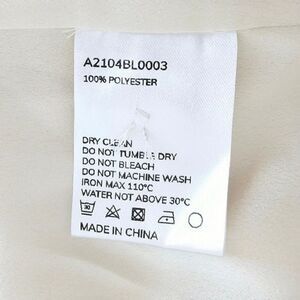 A2104BL0003
100% POLYESTER
DRY CLEAN
DO NOT TUMBLE DRY
DO NOT BLEACH
DO NOT MACHINE WASH
IRON MAX 110°C
WATER NOT ABOVE 30°C
MADE IN CHINA